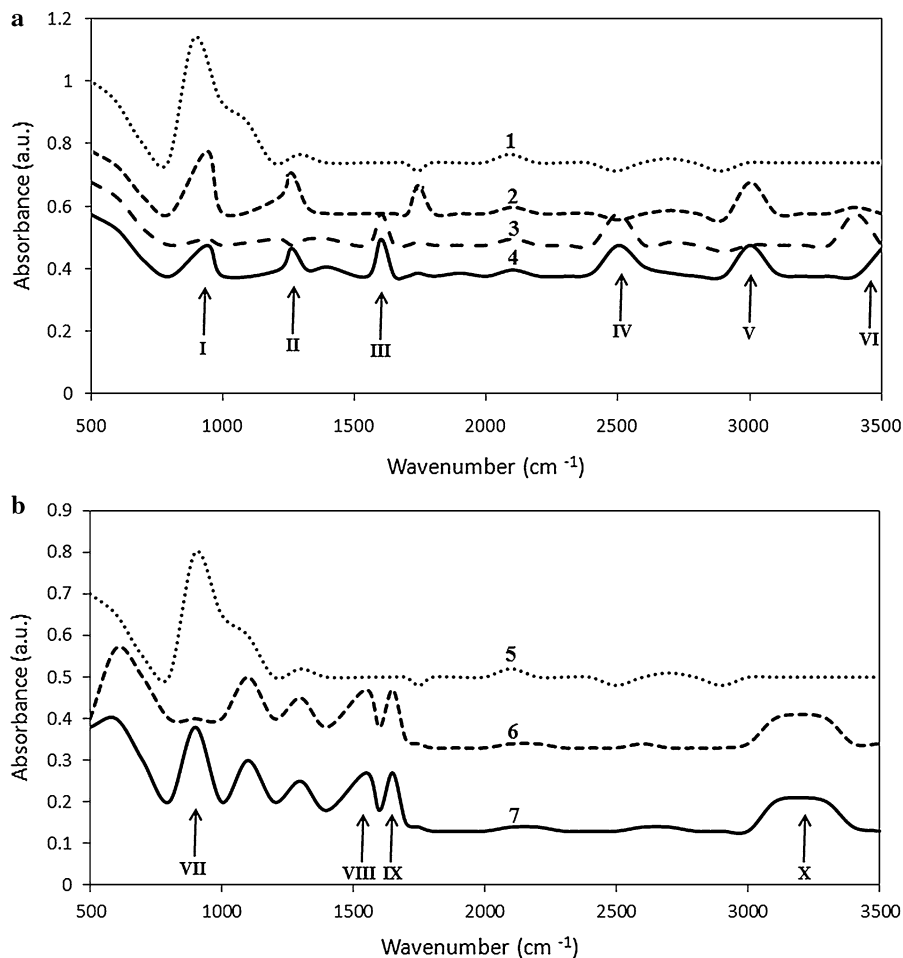 a
1.2
1
0.8
0.6
0.4
0.2
0
Absorbance (a.u.)
1
2
3
4
I
II
III
IV
V
VI
500 1000 1500 2000 2500 3000 3500
Wavenumber (cm -1)
b
0.9
0.8
0.7
0.6
0.5
0.4
0.3
0.2
0.1
0
Absorbance (a.u.)
5
6
7
VII
VIII
IX
X
500 1000 1500 2000 2500 3000 3500
Wavenumber (cm -1)